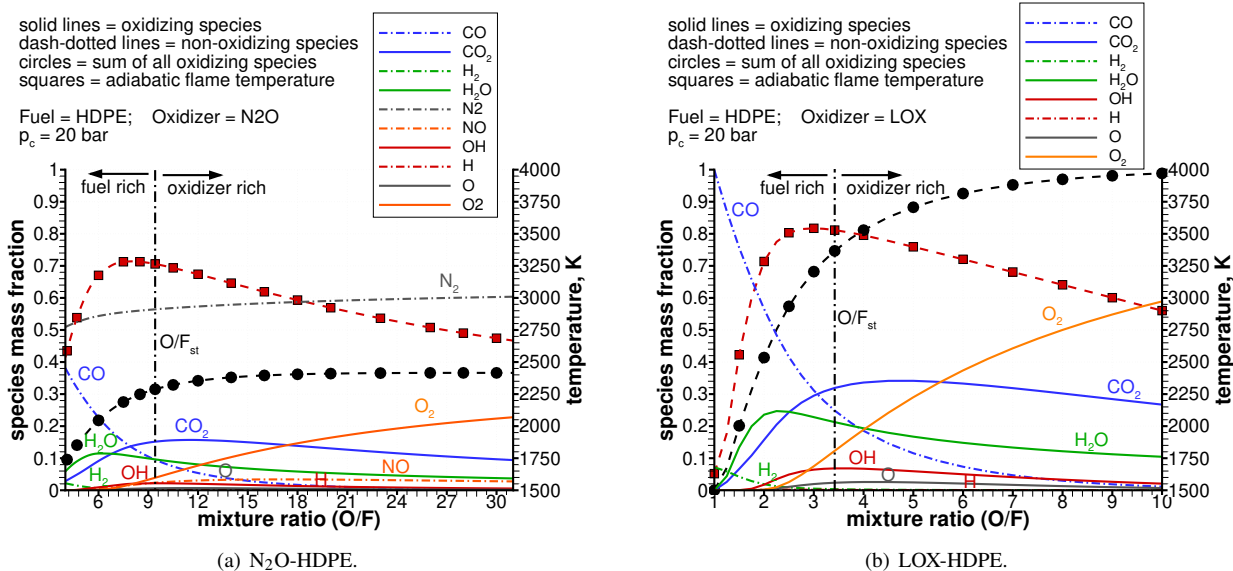 solid lines = oxidizing species
dash-dotted lines = non-oxidizing species
circles = sum of all oxidizing species
squares = adiabatic flame temperature
Fuel = HDPE; Oxidizer = N2O
p_c = 20 bar
CO
CO₂
H₂
H₂O
N2
NO
OH
H
O
O2
fuel rich
oxidizer rich
species mass fraction
1
0.9
0.8
0.7
0.6
0.5
0.4
0.3
0.2
0.1
0
4000
3750
3500
3250
3000
2750
2500
2250
2000
1750
1500
temperature, K
N₂
O/F_st
CO
O₂
CO₂
H₂O
NO
OH
O
H₂
H
6 9 12 15 18 21 24 27 30
mixture ratio (O/F)
(a) N₂O-HDPE.
solid lines = oxidizing species
dash-dotted lines = non-oxidizing species
circles = sum of all oxidizing species
squares = adiabatic flame temperature
Fuel = HDPE; Oxidizer = LOX
p_c = 20 bar
CO
CO₂
H₂
H₂O
OH
H
O
O₂
fuel rich
oxidizer rich
species mass fraction
1
0.9
0.8
0.7
0.6
0.5
0.4
0.3
0.2
0.1
0
4000
3750
3500
3250
3000
2750
2500
2250
2000
1750
1500
temperature, K
CO
O/F_st
O₂
CO₂
H₂O
OH
H₂
O
H
1 2 3 4 5 6 7 8 9 10
mixture ratio (O/F)
(b) LOX-HDPE.